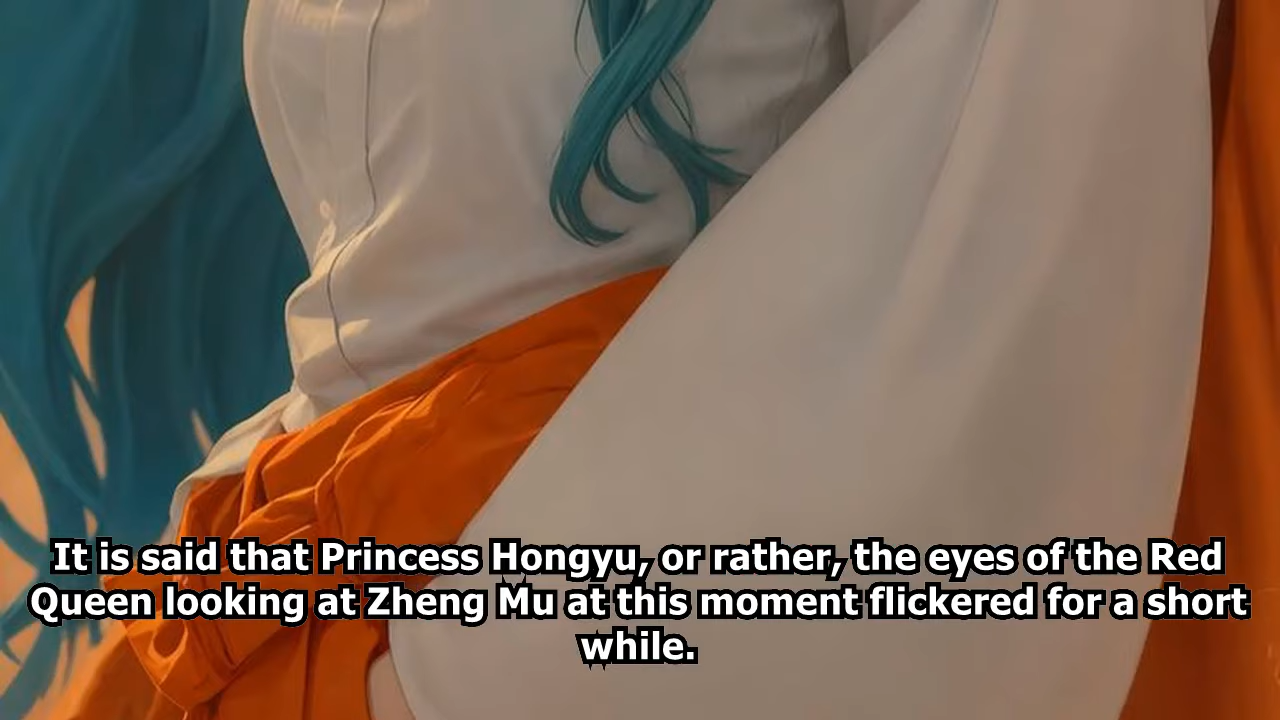 It is said that Princess Hongyu, or rather, the eyes of the Red
Queen looking at Zheng Mu at this moment flickered for a short
while.